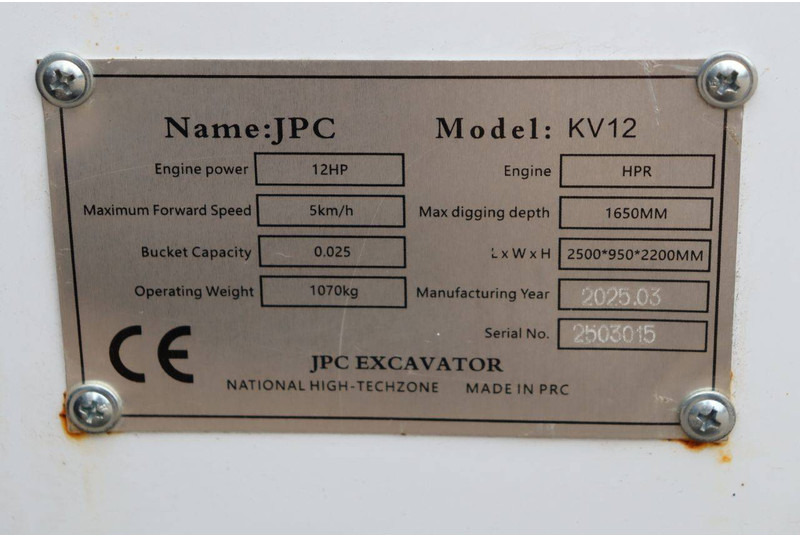 Name:JPC Model: KV12
Engine power 12HP Engine HPR
Maximum Forward Speed 5km/h Max digging depth 1650MM
Bucket Capacity 0.025 L x W x H 2500*950*2200MM
Operating Weight 1070kg Manufacturing Year 2025.03
Serial No. 2503015
CE
JPC EXCAVATOR
NATIONAL HIGH-TECHZONE MADE IN PRC